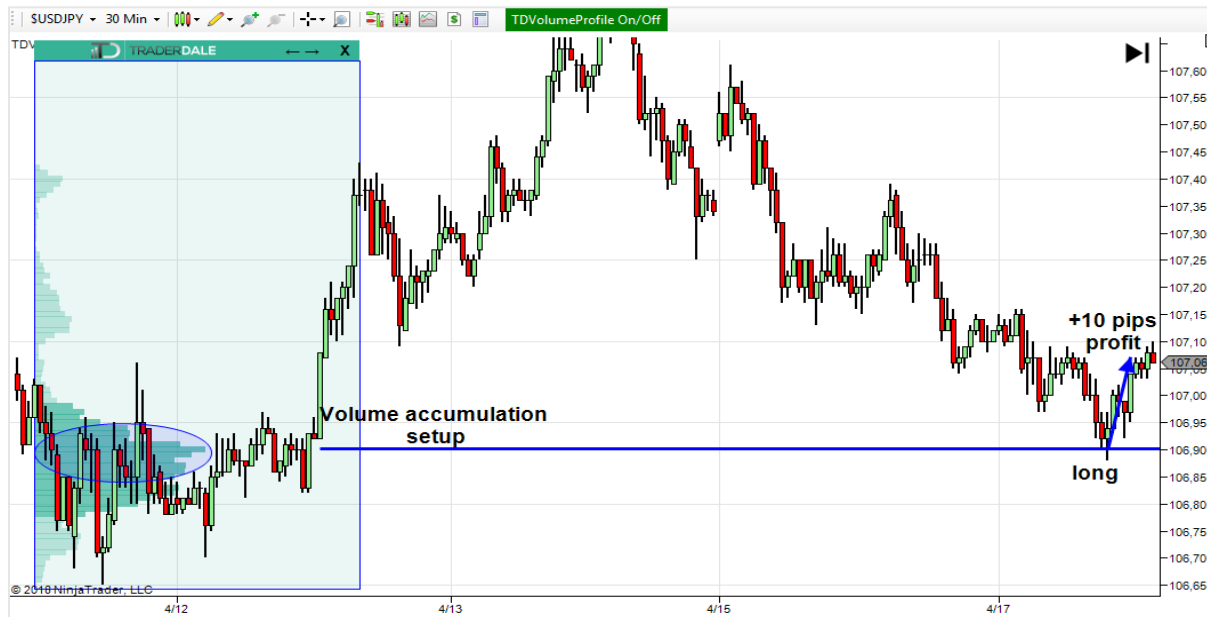 $USDJPY 30 Min TDVolumeProfile On/Off
TDV
TRADERDALE X
107,60
107,55
107,50
107,45
107,40
107,35
107,30
107,25
107,20
107,15
+10 pips
profit
107,10
107,06
107,00
Volume accumulation
setup
106,95
106,90
long
106,85
106,80
106,75
106,70
106,65
© 2018 NinjaTrader, LLC
4/12
4/13
4/15
4/17